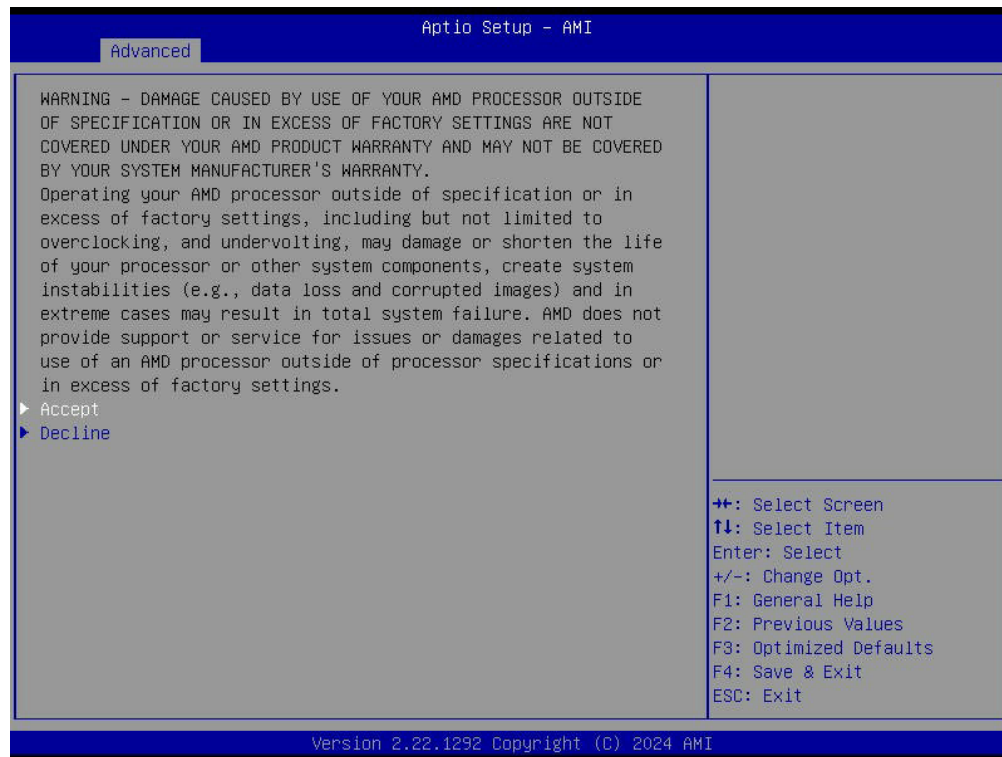 Aptio Setup – AMI
Advanced
WARNING – DAMAGE CAUSED BY USE OF YOUR AMD PROCESSOR OUTSIDE
OF SPECIFICATION OR IN EXCESS OF FACTORY SETTINGS ARE NOT
COVERED UNDER YOUR AMD PRODUCT WARRANTY AND MAY NOT BE COVERED
BY YOUR SYSTEM MANUFACTURER'S WARRANTY.
Operating your AMD processor outside of specification or in
excess of factory settings, including but not limited to
overclocking, and undervolting, may damage or shorten the life
of your processor or other system components, create system
instabilities (e.g., data loss and corrupted images) and in
extreme cases may result in total system failure. AMD does not
provide support or service for issues or damages related to
use of an AMD processor outside of processor specifications or
in excess of factory settings.
Accept
Decline
→←: Select Screen
↑↓: Select Item
Enter: Select
+/-: Change Opt.
F1: General Help
F2: Previous Values
F3: Optimized Defaults
F4: Save & Exit
ESC: Exit
Version 2.22.1292 Copyright (C) 2024 AMI